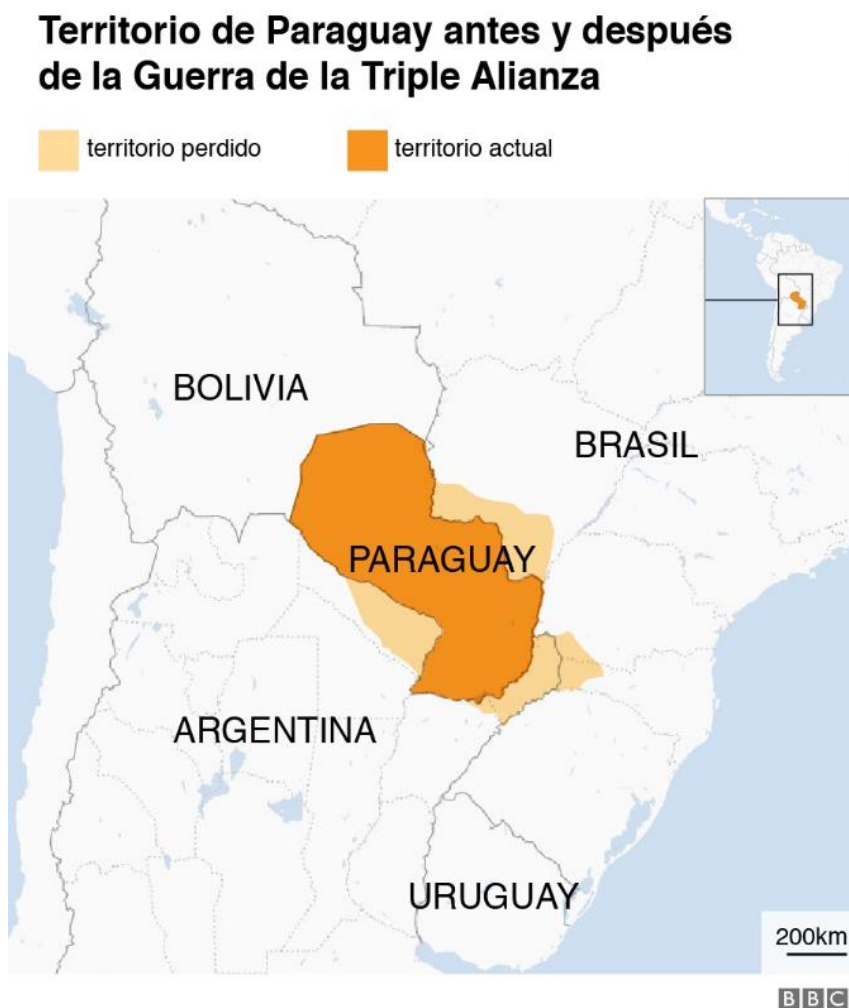 Territorio de Paraguay antes y después
de la Guerra de la Triple Alianza
territorio perdido
territorio actual
BOLIVIA
BRASIL
PARAGUAY
ARGENTINA
URUGUAY
200km
BBC